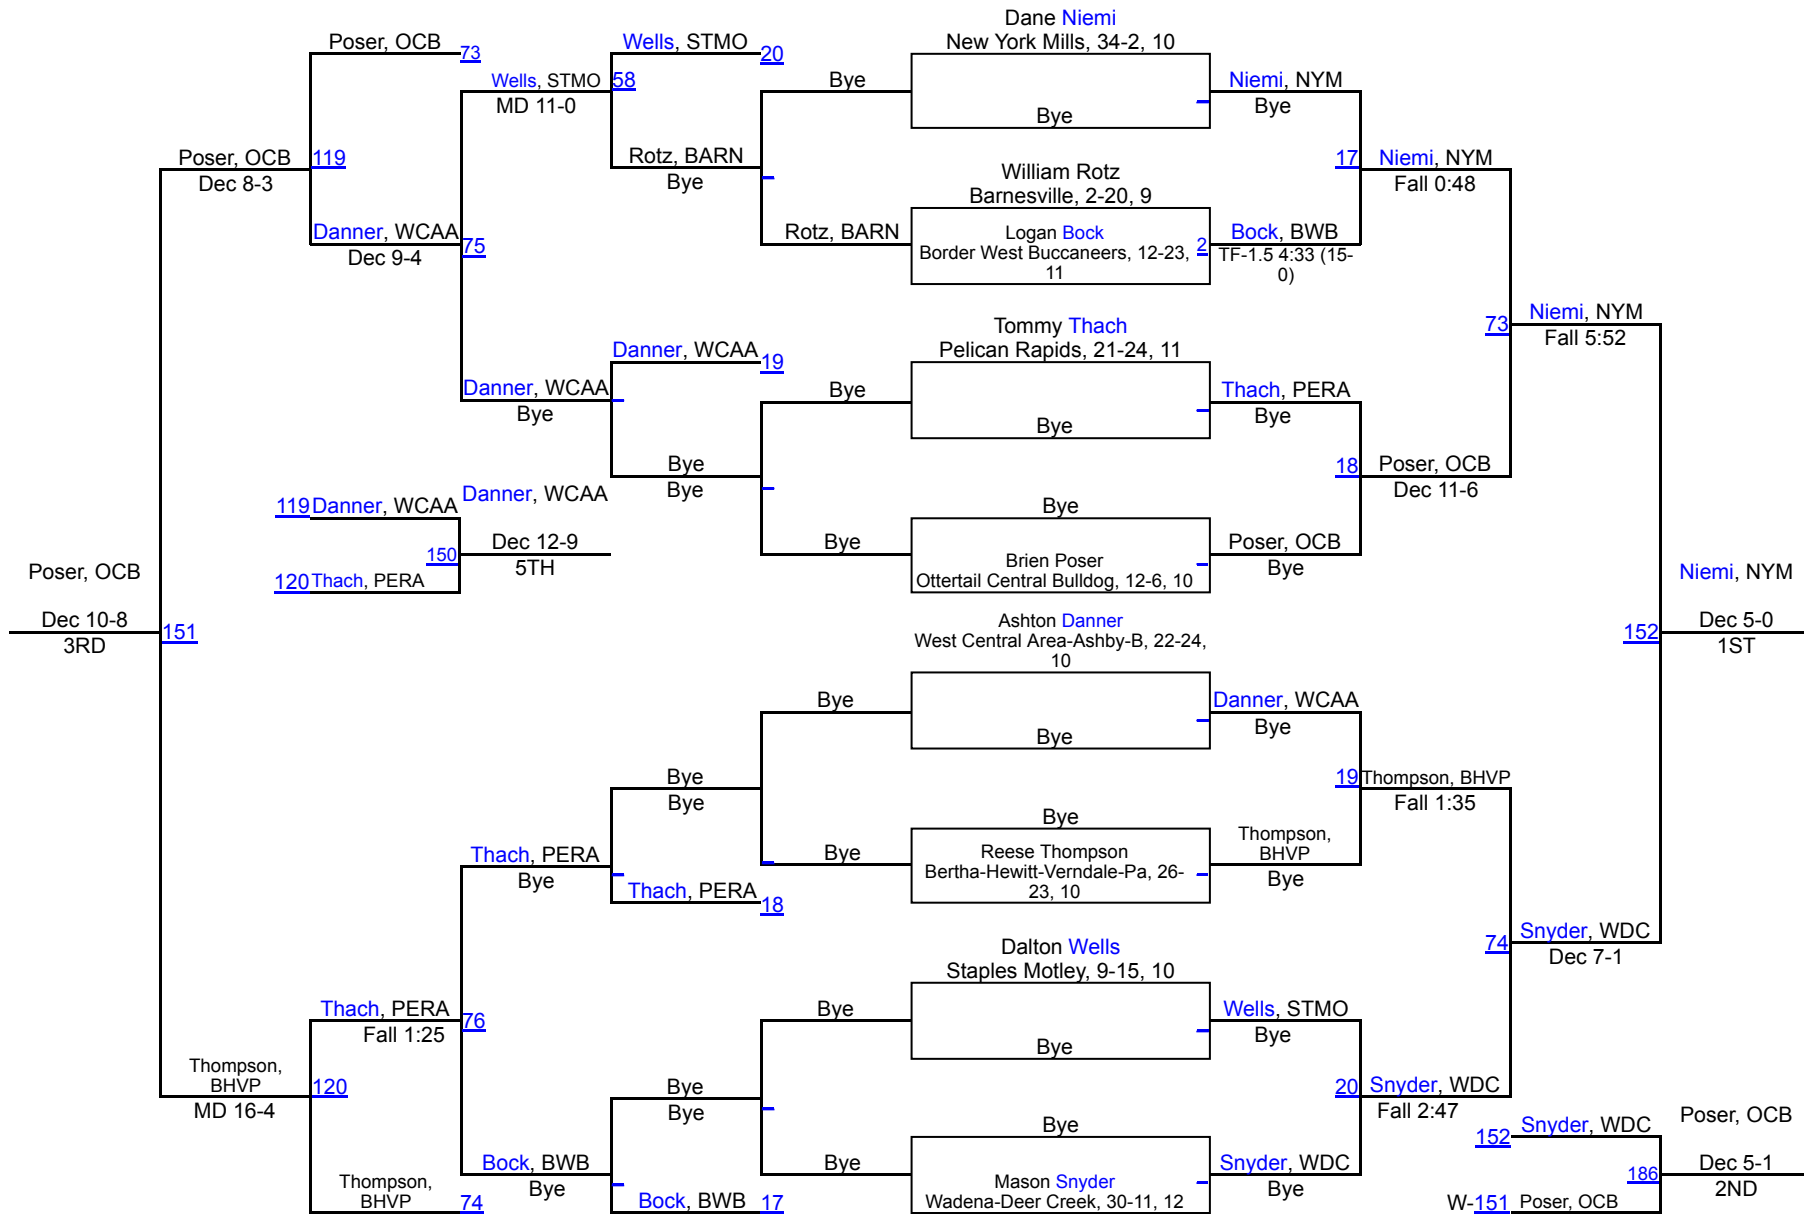 Dane Niemi
New York Mills, 34-2, 10
Poser, OCB 73
Wells, STMO 20
Wells, STMO 58
MD 11-0
Bye
Bye
Niemi, NYM
Bye
Poser, OCB 119
Dec 8-3
Rotz, BARN
Bye
William Rotz
Barnesville, 2-20, 9
17 Niemi, NYM
Fall 0:48
Danner, WCAA 75
Dec 9-4
Rotz, BARN
Logan Bock
Border West Buccaneers, 12-23,
11
2
Bock, BWB
TF-1.5 4:33 (15-
0)
Tommy Thach
Pelican Rapids, 21-24, 11
73 Niemi, NYM
Fall 5:52
Danner, WCAA 19
Danner, WCAA
Bye
Bye
Bye
Thach, PERA
Bye
Bye
Bye
18 Poser, OCB
Dec 11-6
119 Danner, WCAA
Danner, WCAA
150
Dec 12-9
5TH
120 Thach, PERA
Bye
Bye
Brien Poser
Ottertail Central Bulldog, 12-6, 10
Poser, OCB
Bye
Poser, OCB
Dec 10-8
3RD
151
Niemi, NYM
152
Dec 5-0
1ST
Ashton Danner
West Central Area-Ashby-B, 22-24,
10
Bye
Bye
Danner, WCAA
Bye
Bye
Bye
19 Thompson, BHVP
Fall 1:35
Thach, PERA
Bye
Bye
Bye
Reese Thompson
Bertha-Hewitt-Verndale-Pa, 26-
23, 10
Thompson,
BHVP
Bye
Thach, PERA 18
Dalton Wells
Staples Motley, 9-15, 10
74 Snyder, WDC
Dec 7-1
Thach, PERA 76
Fall 1:25
Bye
Bye
Wells, STMO
Bye
Thompson,
BHVP
MD 16-4
120
Bye
Bye
20 Snyder, WDC
Fall 2:47
Bock, BWB
Bye
Bye
Bye
Mason Snyder
Wadena-Deer Creek, 30-11, 12
Snyder, WDC
Bye
Thompson,
BHVP
74
Bock, BWB 17
152 Snyder, WDC
Poser, OCB
186
Dec 5-1
2ND
W-151 Poser, OCB